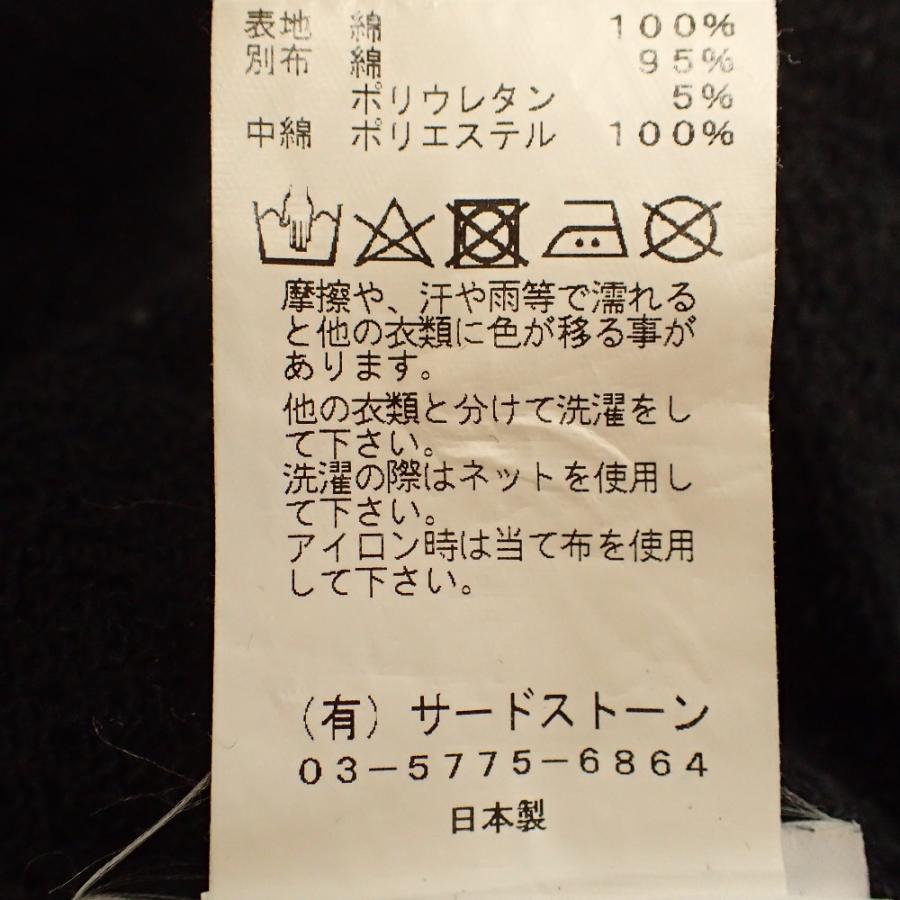 表地 綿 100%
別布 綿 95%
ポリウレタン 5%
中綿 ポリエステル 100%
摩擦や、汗や雨等で濡れる
と他の衣類に色が移る事が
あります。
他の衣類と分けて洗濯をし
て下さい。
洗濯の際はネットを使用し
て下さい。
アイロン時は当て布を使用
して下さい。
(有)サードストーン
03-5775-6864
日本製